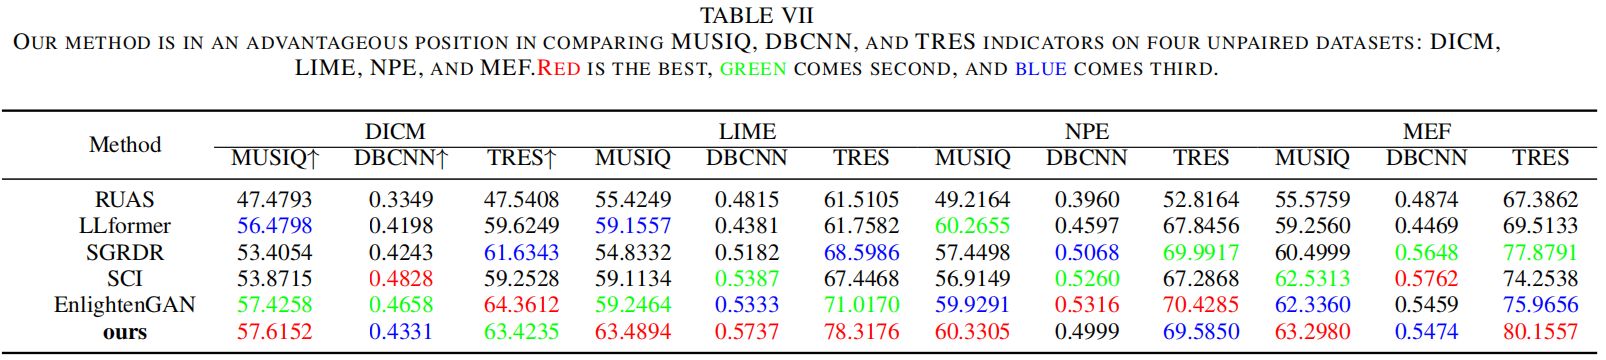 TABLE VII
OUR METHOD IS IN AN ADVANTAGEOUS POSITION IN COMPARING MUSIQ, DBCNN, AND TRES INDICATORS ON FOUR UNPAIRED DATASETS: DICM,
LIME, NPE, AND MEF.RED IS THE BEST, GREEN COMES SECOND, AND BLUE COMES THIRD.
Method DICM LIME NPE MEF
MUSIQ↑ DBCNN↑ TRES↑ MUSIQ DBCNN TRES MUSIQ DBCNN TRES MUSIQ DBCNN TRES
RUAS 47.4793 0.3349 47.5408 55.4249 0.4815 61.5105 49.2164 0.3960 52.8164 55.5759 0.4874 67.3862
LLformer 56.4798 0.4198 59.6249 59.1557 0.4381 61.7582 60.2655 0.4597 67.8456 59.2560 0.4469 69.5133
SGRDR 53.4054 0.4243 61.6343 54.8332 0.5182 68.5986 57.4498 0.5068 69.9917 60.4999 0.5648 77.8791
SCI 53.8715 0.4828 59.2528 59.1134 0.5387 67.4468 56.9149 0.5260 67.2868 62.5313 0.5762 74.2538
EnlightenGAN 57.4258 0.4658 64.3612 59.2464 0.5333 71.0170 59.9291 0.5316 70.4285 62.3360 0.5459 75.9656
ours 57.6152 0.4331 63.4235 63.4894 0.5737 78.3176 60.3305 0.4999 69.5850 63.2980 0.5474 80.1557